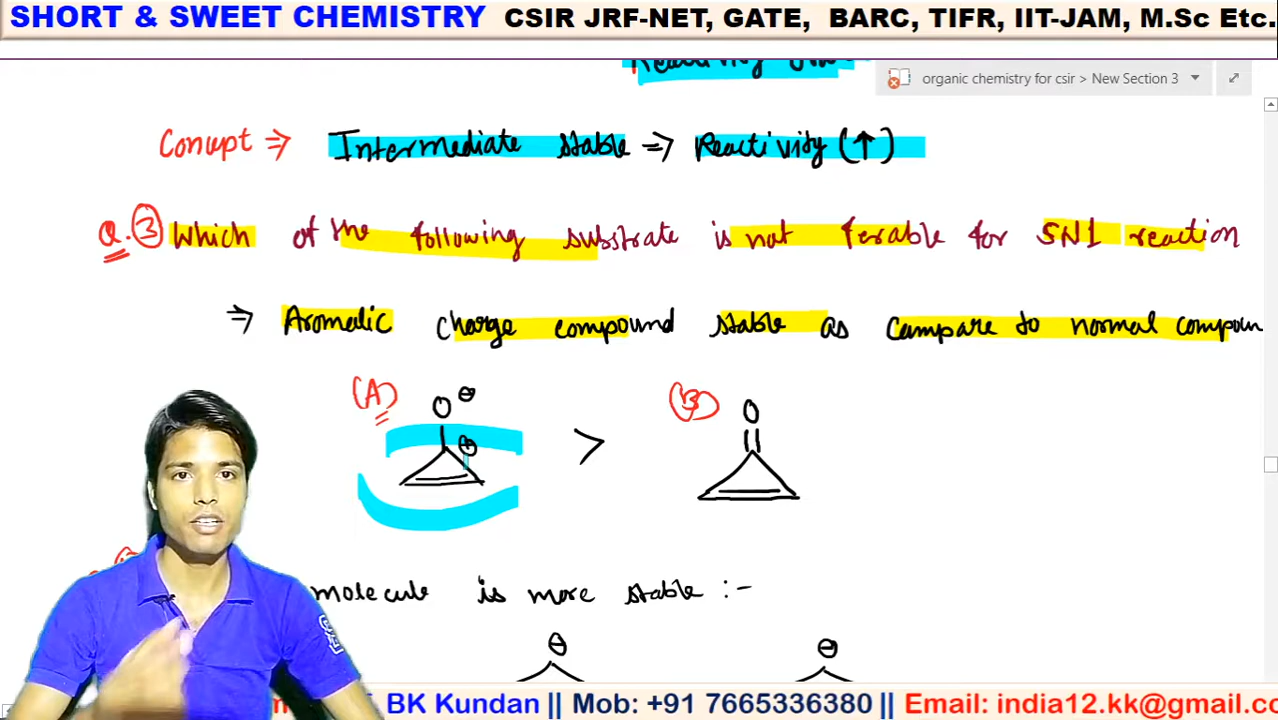 SHORT & SWEET CHEMISTRY CSIR JRF-NET, GATE, BARC, TIFR, IIT-JAM, M.Sc Etc.
organic chemistry for csir > New Section 3
Concept ⇒ Intermediate stable ⇒ Reactivity (↑)
Q.③ Which of the following substrate is not ferable for SN1 reaction
⇒ Aromatic charge compound stable as Campare to normal compoun
(A) O ⊖ ⊕ > (B) O
molecule is more stable :-
⊖ ⊖
BK Kundan || Mob: +91 7665336380 || Email: india12.kk@gmail.co